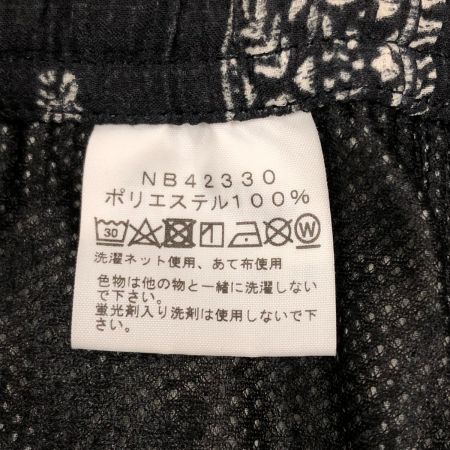 NB42330
ポリエステル100%
30 W
洗濯ネット使用、あて布使用
色物は他の物と一緒に洗濯しない
で下さい。
蛍光剤入り洗剤は使用しないで下
さい。